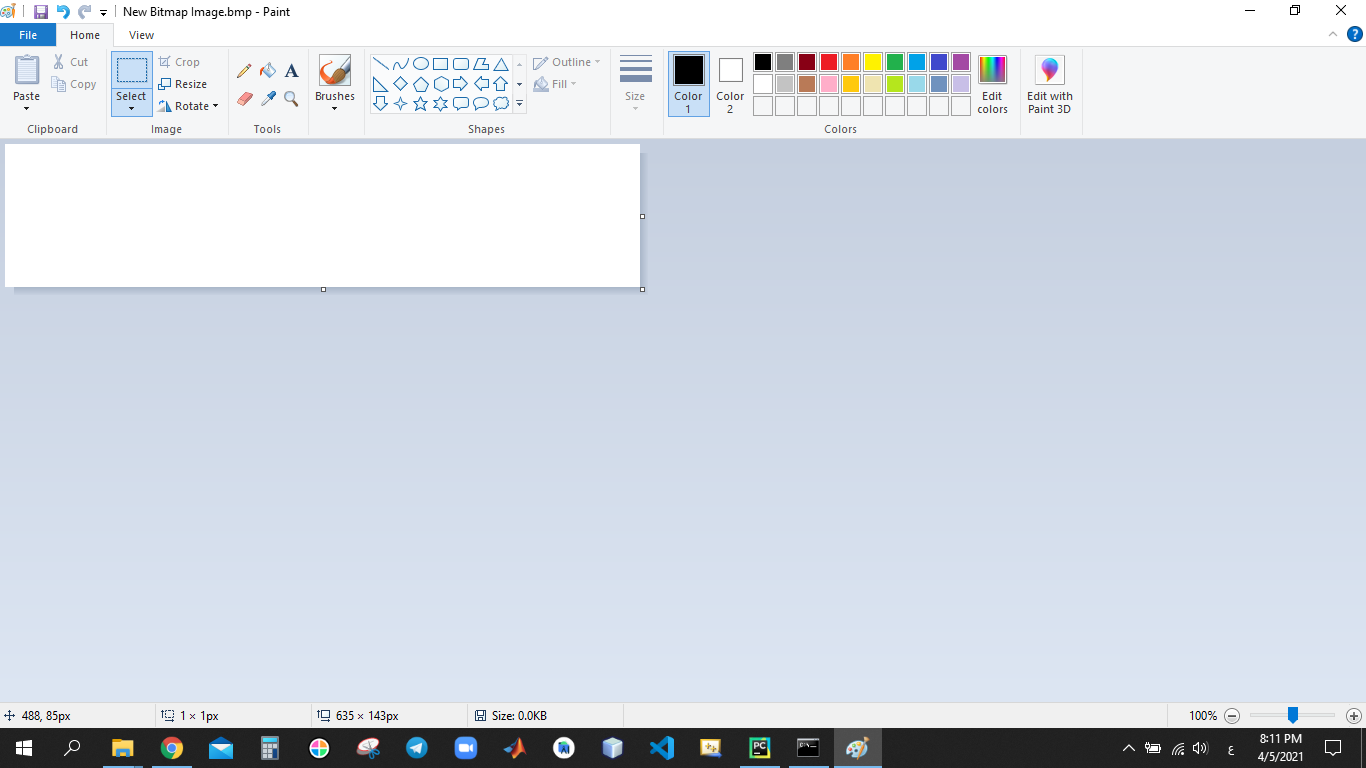 New Bitmap Image.bmp - Paint
File Home View
Paste
Cut
Copy
Clipboard
Select
Crop
Resize
Rotate
Image
A
Tools
Brushes
Shapes
Outline
Fill
Size
Color 1
Color 2
Edit colors
Colors
Edit with Paint 3D
488, 85px
1 × 1px
635 × 143px
Size: 0.0KB
100%
PC
ع
8:11 PM
4/5/2021